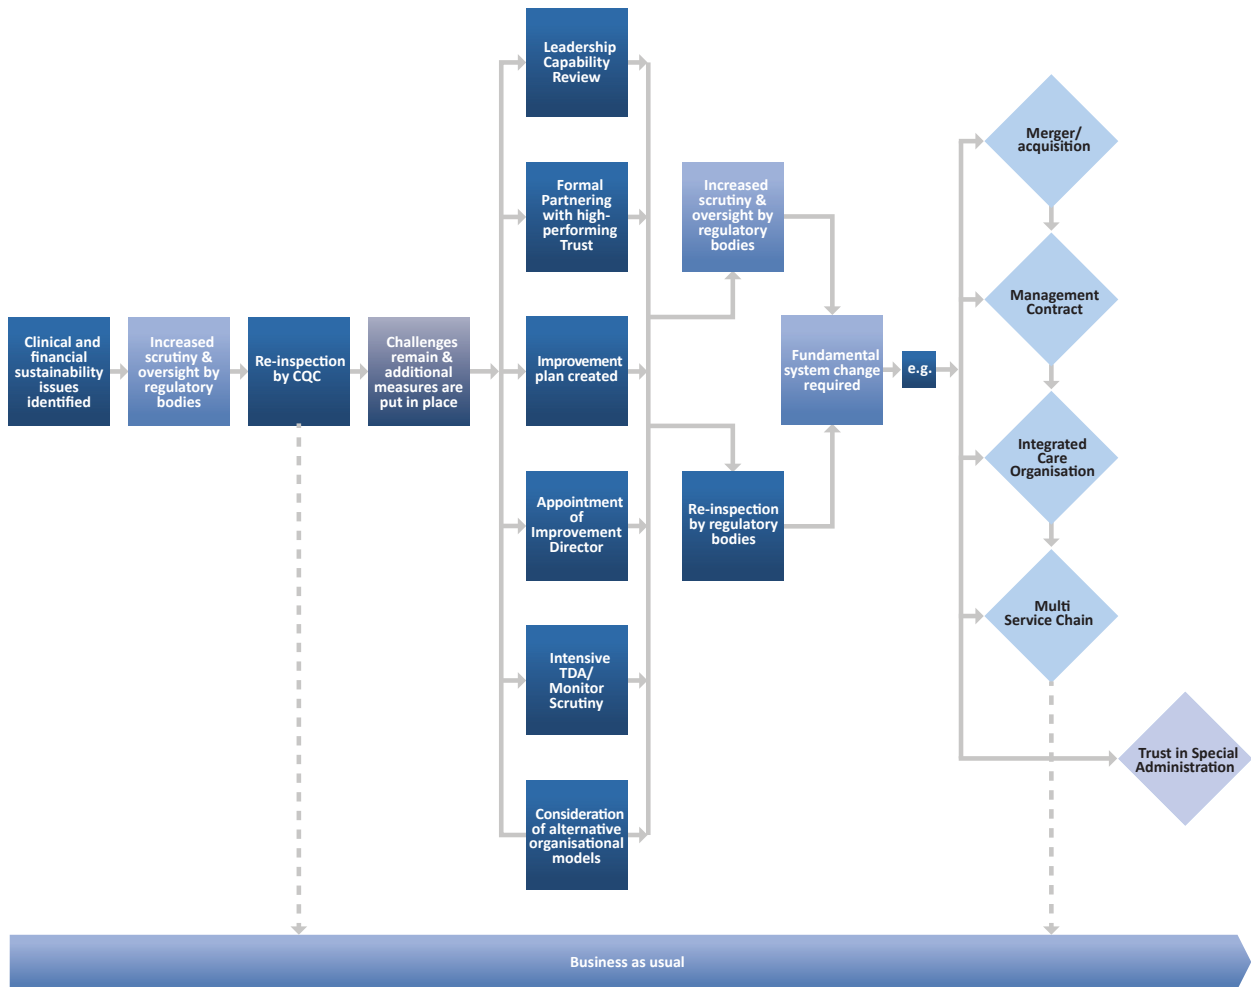 Clinical and
financial
sustainability
issues
identified
Increased
scrutiny &
oversight by
regulatory
bodies
Re-inspection
by CQC
Challenges
remain &
additional
measures are
put in place
Leadership
Capability
Review
Formal
Partnering
with high-
performing
Trust
Improvement
plan created
Appointment
of
Improvement
Director
Intensive
TDA/
Monitor
Scrutiny
Consideration
of alternative
organisational
models
Increased
scrutiny &
oversight by
regulatory
bodies
Re-inspection
by regulatory
bodies
Fundamental
system change
required
e.g.
Merger/
acquisition
Management
Contract
Integrated
Care
Organisation
Multi
Service Chain
Trust in Special
Administration
Business as usual